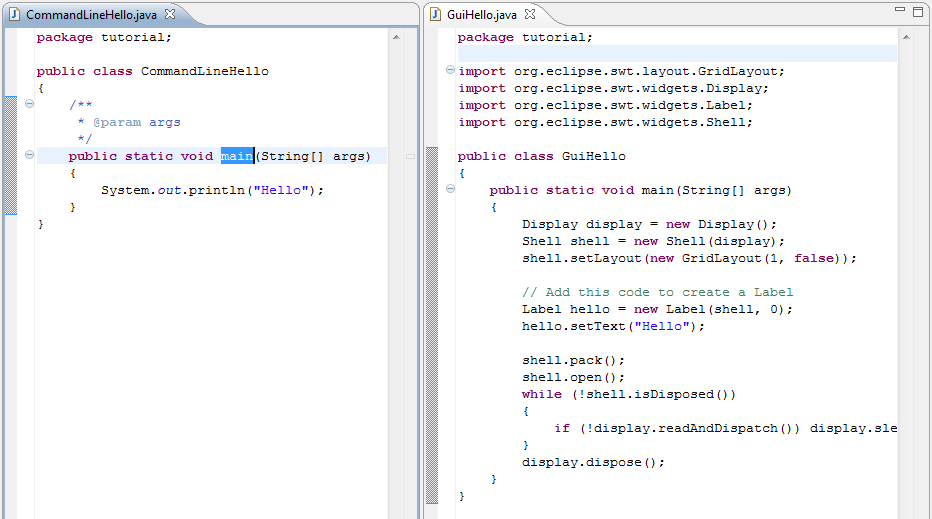 CommandLineHello.java
package tutorial;
public class CommandLineHello
{
/**
* @param args
*/
public static void main(String[] args)
{
System.out.println("Hello");
}
}
GuiHello.java
package tutorial;
import org.eclipse.swt.layout.GridLayout;
import org.eclipse.swt.widgets.Display;
import org.eclipse.swt.widgets.Label;
import org.eclipse.swt.widgets.Shell;
public class GuiHello
{
public static void main(String[] args)
{
Display display = new Display();
Shell shell = new Shell(display);
shell.setLayout(new GridLayout(1, false));
// Add this code to create a Label
Label hello = new Label(shell, 0);
hello.setText("Hello");
shell.pack();
shell.open();
while (!shell.isDisposed())
{
if (!display.readAndDispatch()) display.sle
}
display.dispose();
}
}